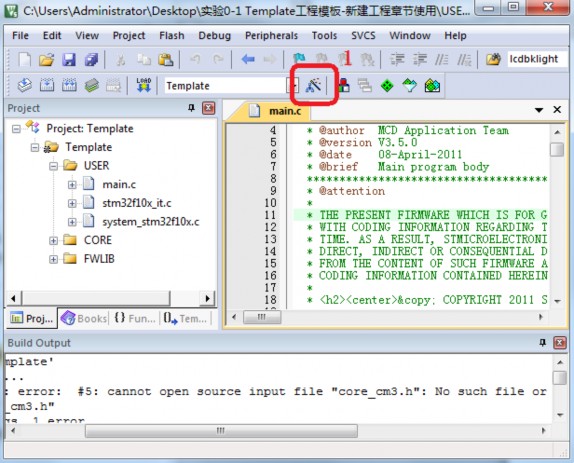 C:\Users\Administrator\Desktop\实验0-1 Template工程模板-新建工程章节使用\USE...
File Edit View Project Flash Debug Peripherals Tools SVCS Window Help
1
lcdbklight
LOAD
Template
Project
main.c
Project: Template
Template
USER
main.c
stm32f10x_it.c
system_stm32f10x.c
CORE
FWLIB
4 * @author MCD Application Team
5 * @version V3.5.0
6 * @date 08-April-2011
7 * @brief Main program body
8 ****************************************
9 * @attention
10 *
11 * THE PRESENT FIRMWARE WHICH IS FOR G
12 * WITH CODING INFORMATION REGARDING T
13 * TIME. AS A RESULT, STMICROELECTRONI
14 * DIRECT, INDIRECT OR CONSEQUENTIAL D
15 * FROM THE CONTENT OF SUCH FIRMWARE A
16 * CODING INFORMATION CONTAINED HEREIN
17 *
18 * <h2><center>&copy; COPYRIGHT 2011 S
Proj... Books {} Fun... 0 Tem...
Build Output
mplate'
...
: error: #5: cannot open source input file "core_cm3.h": No such file or
_cm3.h"
1 error